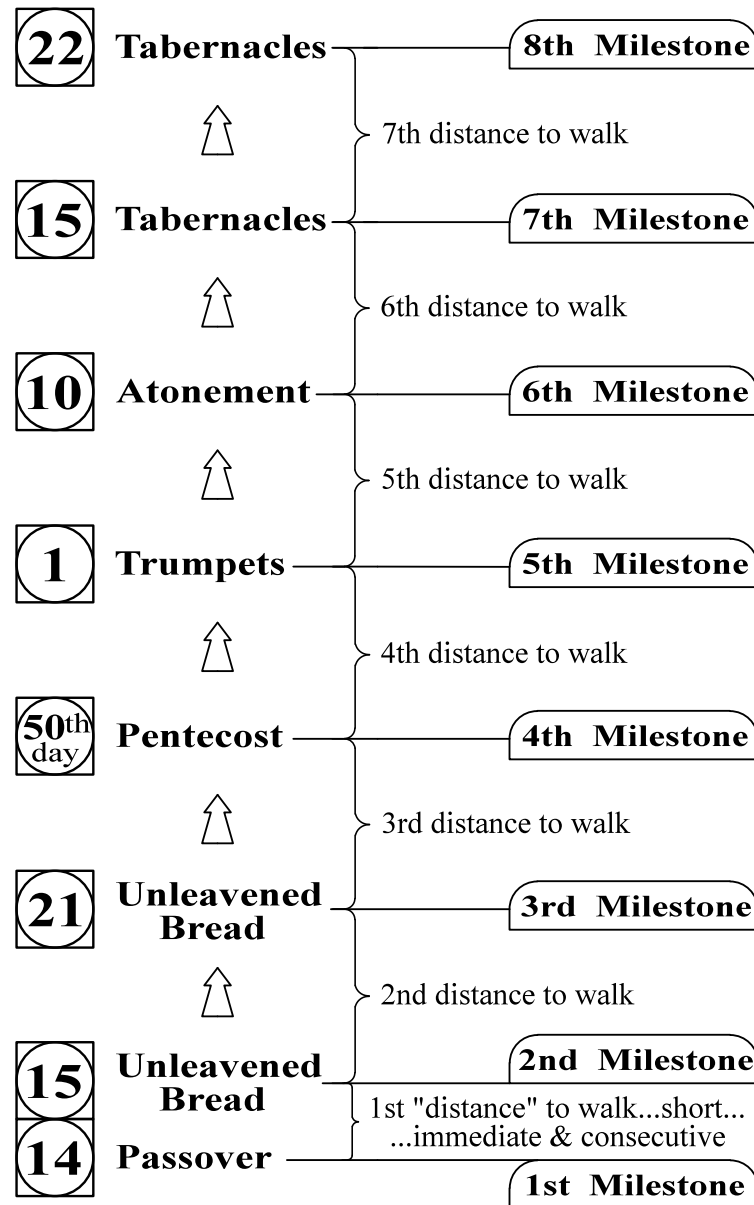 22 Tabernacles 8th Milestone
7th distance to walk
15 Tabernacles 7th Milestone
6th distance to walk
10 Atonement 6th Milestone
5th distance to walk
1 Trumpets 5th Milestone
4th distance to walk
50th
day
Pentecost 4th Milestone
3rd distance to walk
21
Unleavened
Bread
3rd Milestone
2nd distance to walk
15
Unleavened
Bread
2nd Milestone
1st "distance" to walk...short...
...immediate & consecutive
14 Passover
1st Milestone